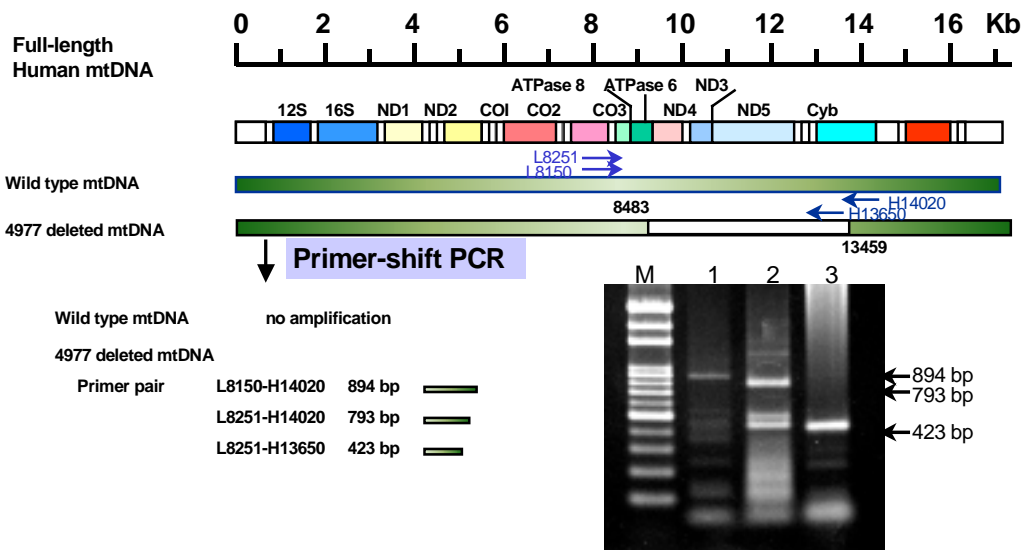 0 2 4 6 8 10 12 14 16 Kb
Full-length
Human mtDNA
ATPase 8 ATPase 6 ND3
12S 16S ND1 ND2 COI CO2 CO3 ND4 ND5 Cyb
L8251
L8150
Wild type mtDNA
8483
H14020
H13650
4977 deleted mtDNA
13459
Primer-shift PCR
M 1 2 3
Wild type mtDNA no amplification
4977 deleted mtDNA
Primer pair L8150-H14020 894 bp
L8251-H14020 793 bp
L8251-H13650 423 bp
894 bp
793 bp
423 bp